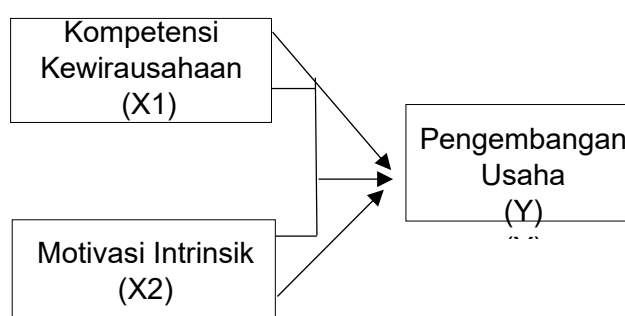 Kompetensi
Kewirausahaan
(X1)
Pengembangan
Usaha
(Y)
Motivasi Intrinsik
(X2)